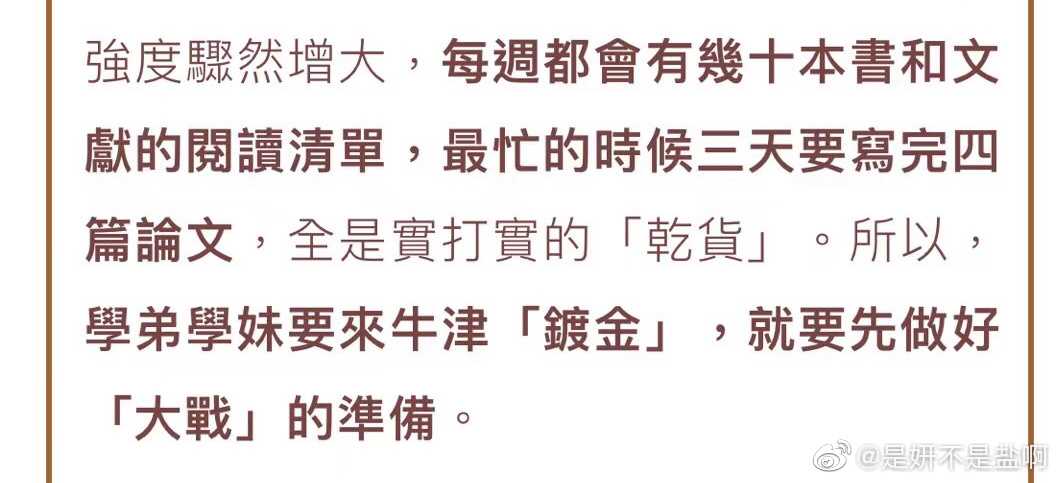 強度驟然增大，每週都會有幾十本書和文
獻的閱讀清單，最忙的時候三天要寫完四
篇論文，全是實打實的「乾貨」。所以，
學弟學妹要來牛津「鍍金」，就要先做好
「大戰」的準備。
@是妍不是盐啊